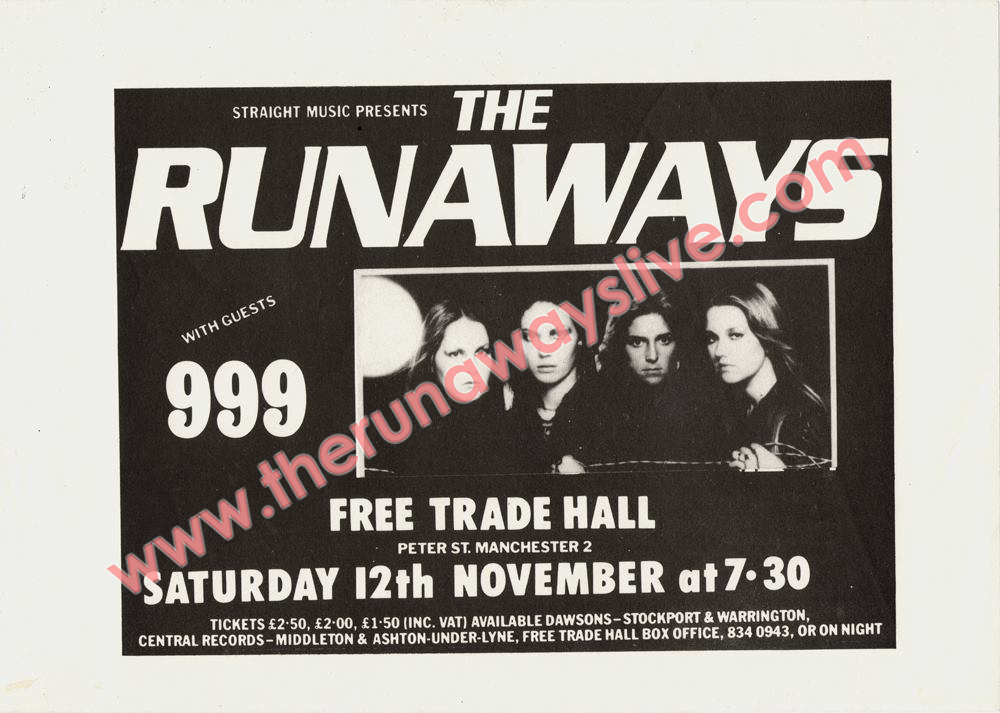 STRAIGHT MUSIC PRESENTS THE
RUNAWAYS
WITH GUESTS
999
FREE TRADE HALL
PETER ST. MANCHESTER 2
SATURDAY 12th NOVEMBER at 7·30
TICKETS £2·50, £2·00, £1·50 (INC. VAT) AVAILABLE DAWSONS–STOCKPORT & WARRINGTON,
CENTRAL RECORDS–MIDDLETON & ASHTON-UNDER-LYNE, FREE TRADE HALL BOX OFFICE, 834 0943, OR ON NIGHT
www.therunawayslive.com